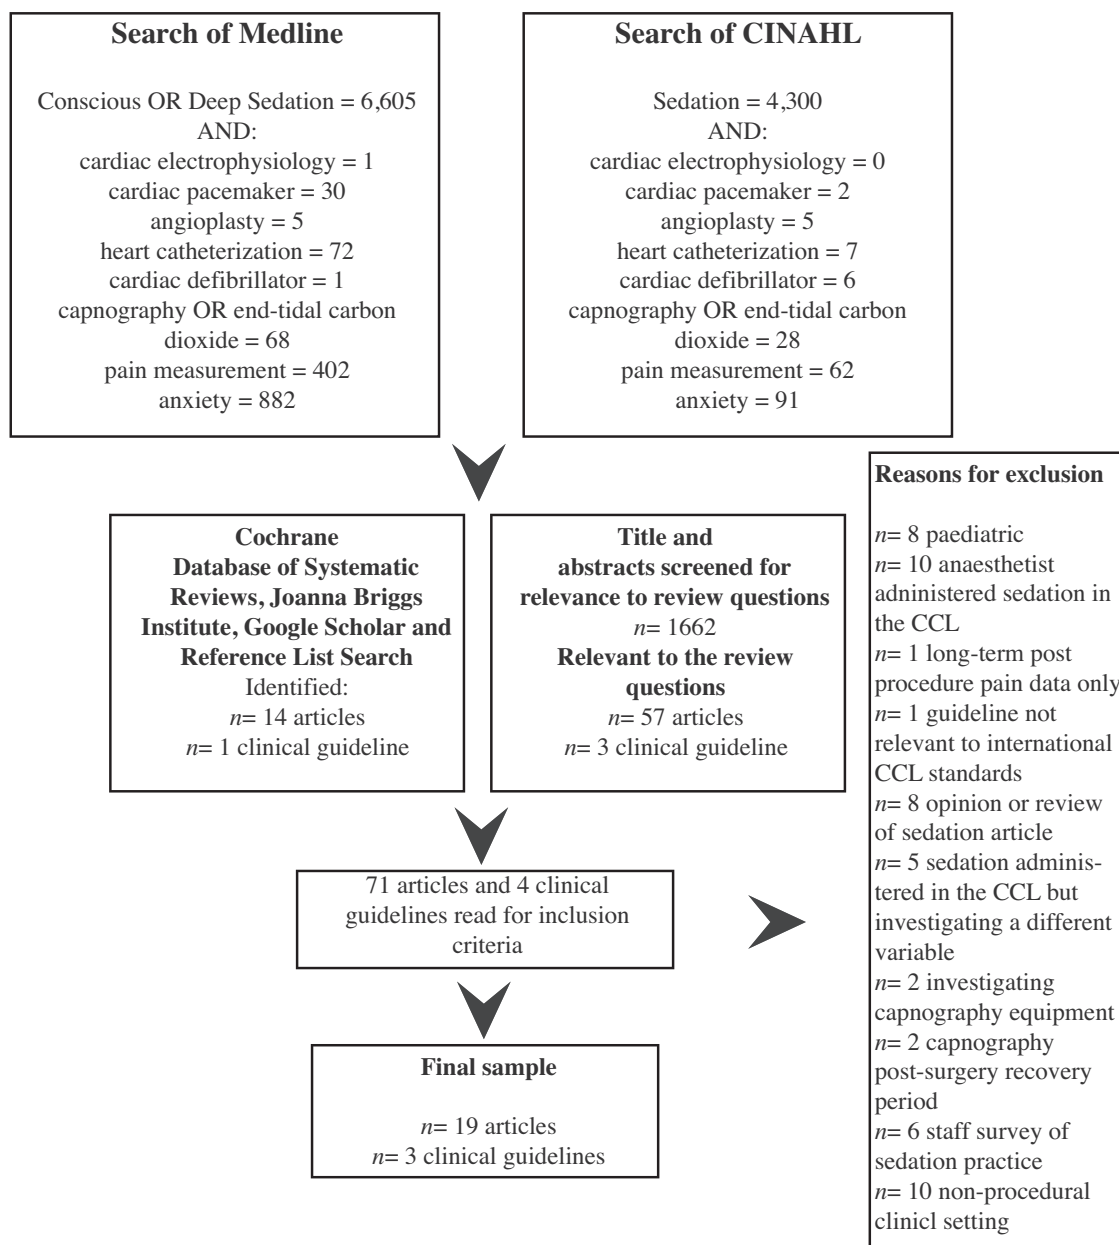 Search of Medline
Conscious OR Deep Sedation = 6,605
AND:
cardiac electrophysiology = 1
cardiac pacemaker = 30
angioplasty = 5
heart catheterization = 72
cardiac defibrillator = 1
capnography OR end-tidal carbon
dioxide = 68
pain measurement = 402
anxiety = 882
Search of CINAHL
Sedation = 4,300
AND:
cardiac electrophysiology = 0
cardiac pacemaker = 2
angioplasty = 5
heart catheterization = 7
cardiac defibrillator = 6
capnography OR end-tidal carbon
dioxide = 28
pain measurement = 62
anxiety = 91
Cochrane
Database of Systematic
Reviews, Joanna Briggs
Institute, Google Scholar and
Reference List Search
Identified:
n= 14 articles
n= 1 clinical guideline
Title and
abstracts screened for
relevance to review questions
n= 1662
Relevant to the review
questions
n= 57 articles
n= 3 clinical guideline
71 articles and 4 clinical
guidelines read for inclusion
criteria
Final sample
n= 19 articles
n= 3 clinical guidelines
Reasons for exclusion
n= 8 paediatric
n= 10 anaesthetist
adninistered sedation in
the CCL
n= 1 long-term post
procedure pain data only
n= 1 guideline not
relevant to international
CCL standards
n= 8 opinion or review
of sedation article
n= 5 sedation adminis-
tered in the CCL but
investigating a different
variable
n= 2 investigating
capnography equipment
n= 2 capnography
post-surgery recovery
period
n= 6 staff survey of
sedation practice
n= 10 non-procedural
clinicl setting